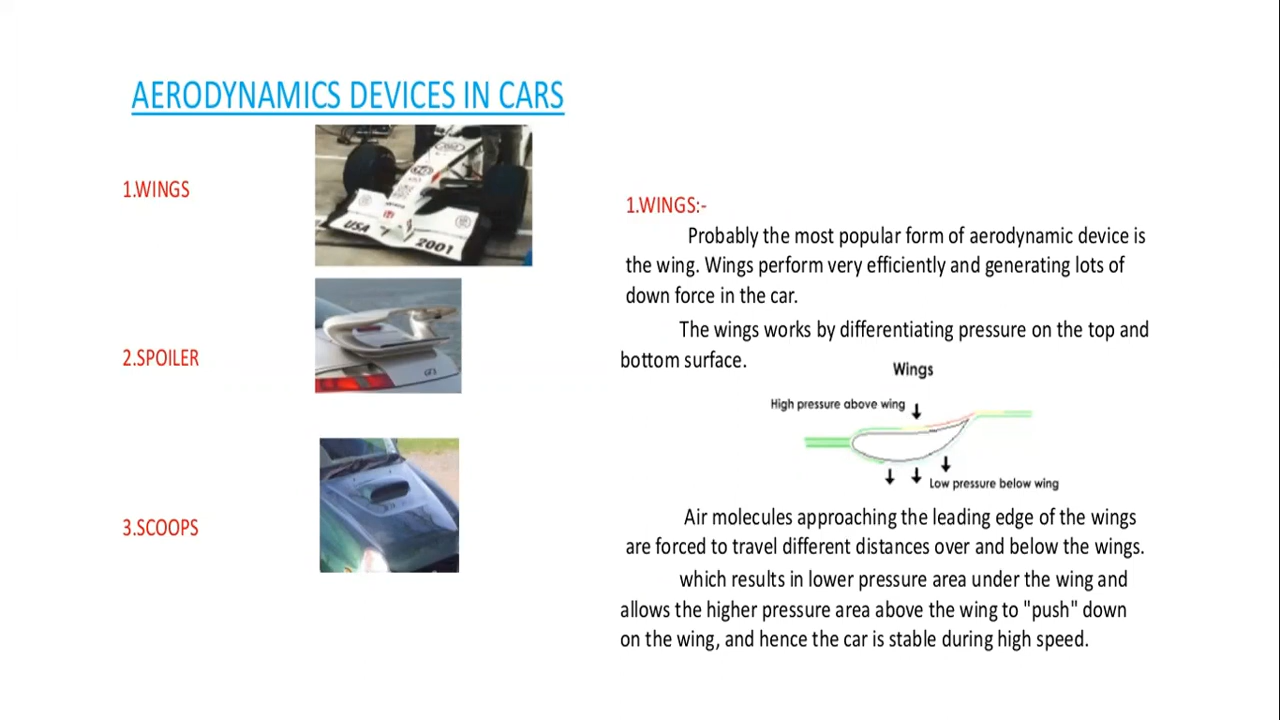 AERODYNAMICS DEVICES IN CARS
1.WINGS
USA
2001
2.SPOILER
3.SCOOPS
1.WINGS:-
Probably the most popular form of aerodynamic device is
the wing. Wings perform very efficiently and generating lots of
down force in the car.
The wings works by differentiating pressure on the top and
bottom surface.
Wings
High pressure above wing
Low pressure below wing
Air molecules approaching the leading edge of the wings
are forced to travel different distances over and below the wings.
which results in lower pressure area under the wing and
allows the higher pressure area above the wing to "push" down
on the wing, and hence the car is stable during high speed.